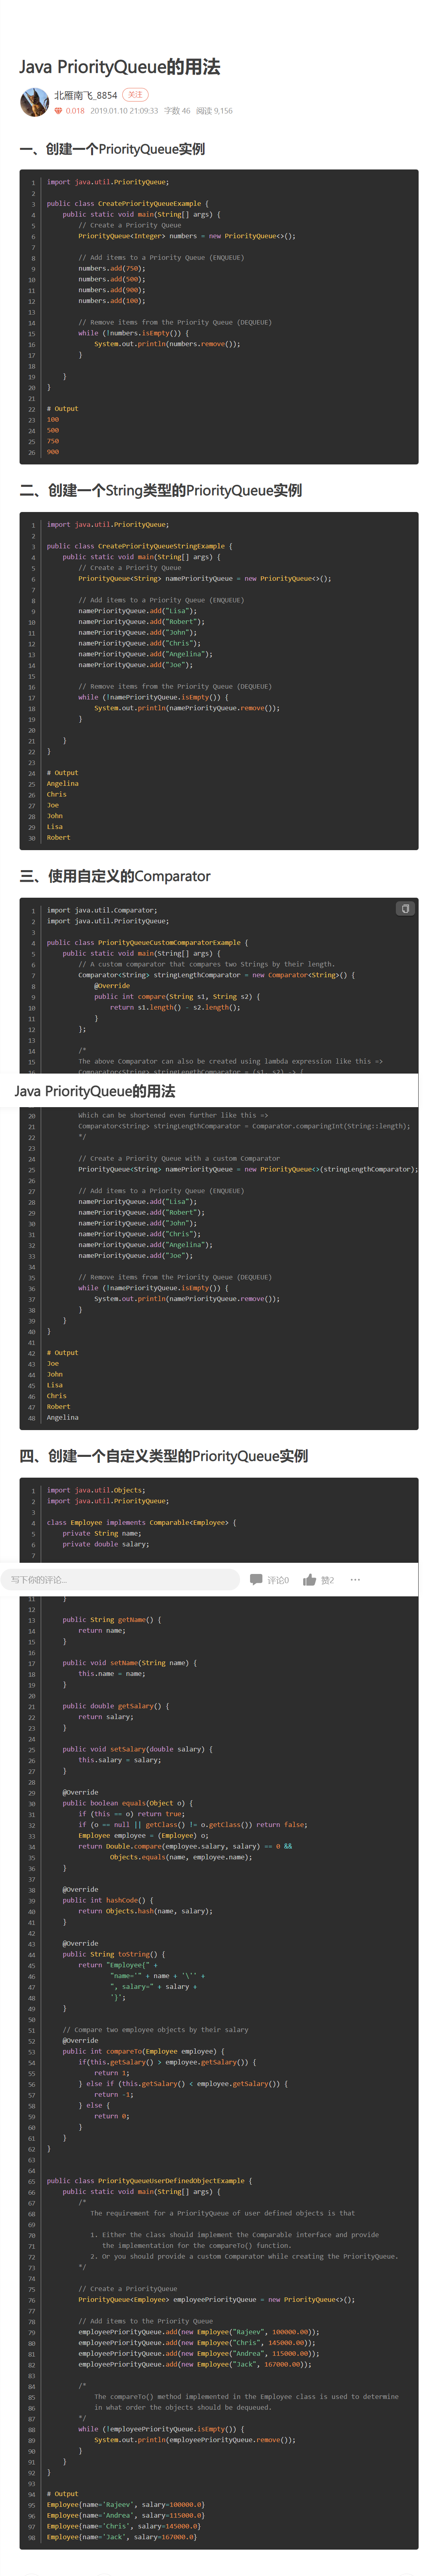 Java PriorityQueue的用法
北雁南飞_8854 关注
0.018 2019.01.10 21:09:33 字数 46 阅读 9,156
一、创建一个PriorityQueue实例
1 import java.util.PriorityQueue;
2
3 public class CreatePriorityQueueExample {
4 public static void main(String[] args) {
5 // Create a Priority Queue
6 PriorityQueue<Integer> numbers = new PriorityQueue<>();
7
8 // Add items to a Priority Queue (ENQUEUE)
9 numbers.add(750);
10 numbers.add(500);
11 numbers.add(900);
12 numbers.add(100);
13
14 // Remove items from the Priority Queue (DEQUEUE)
15 while (!numbers.isEmpty()) {
16 System.out.println(numbers.remove());
17 }
18
19 }
20 }
21
22 # Output
23 100
24 500
25 750
26 900
二、创建一个String类型的PriorityQueue实例
1 import java.util.PriorityQueue;
2
3 public class CreatePriorityQueueStringExample {
4 public static void main(String[] args) {
5 // Create a Priority Queue
6 PriorityQueue<String> namePriorityQueue = new PriorityQueue<>();
7
8 // Add items to a Priority Queue (ENQUEUE)
9 namePriorityQueue.add("Lisa");
10 namePriorityQueue.add("Robert");
11 namePriorityQueue.add("John");
12 namePriorityQueue.add("Chris");
13 namePriorityQueue.add("Angelina");
14 namePriorityQueue.add("Joe");
15
16 // Remove items from the Priority Queue (DEQUEUE)
17 while (!namePriorityQueue.isEmpty()) {
18 System.out.println(namePriorityQueue.remove());
19 }
20
21 }
22 }
23
24 # Output
25 Angelina
26 Chris
27 Joe
28 John
29 Lisa
30 Robert
三、使用自定义的Comparator
1 import java.util.Comparator;
2 import java.util.PriorityQueue;
3
4 public class PriorityQueueCustomComparatorExample {
5 public static void main(String[] args) {
6 // A custom comparator that compares two Strings by their length.
7 Comparator<String> stringLengthComparator = new Comparator<String>() {
8 @Override
9 public int compare(String s1, String s2) {
10 return s1.length() - s2.length();
11 }
12 };
13
14 /*
15 The above Comparator can also be created using lambda expression like this =>
Comparator<String> stringLengthComparator = (s1, s2) -> {
Java PriorityQueue的用法
20 Which can be shortened even further like this =>
21 Comparator<String> stringLengthComparator = Comparator.comparingInt(String::length);
22 */
23
24 // Create a Priority Queue with a custom Comparator
25 PriorityQueue<String> namePriorityQueue = new PriorityQueue<>(stringLengthComparator);
26
27 // Add items to a Priority Queue (ENQUEUE)
28 namePriorityQueue.add("Lisa");
29 namePriorityQueue.add("Robert");
30 namePriorityQueue.add("John");
31 namePriorityQueue.add("Chris");
32 namePriorityQueue.add("Angelina");
33 namePriorityQueue.add("Joe");
34
35 // Remove items from the Priority Queue (DEQUEUE)
36 while (!namePriorityQueue.isEmpty()) {
37 System.out.println(namePriorityQueue.remove());
38 }
39 }
40 }
41
42 # Output
43 Joe
44 John
45 Lisa
46 Chris
47 Robert
48 Angelina
四、创建一个自定义类型的PriorityQueue实例
1 import java.util.Objects;
2 import java.util.PriorityQueue;
3
4 class Employee implements Comparable<Employee> {
5 private String name;
6 private double salary;
7
写下你的评论... 评论0 赞2 ...
11 }
12
13 public String getName() {
14 return name;
15 }
16
17 public void setName(String name) {
18 this.name = name;
19 }
20
21 public double getSalary() {
22 return salary;
23 }
24
25 public void setSalary(double salary) {
26 this.salary = salary;
27 }
28
29 @Override
30 public boolean equals(Object o) {
31 if (this == o) return true;
32 if (o == null || getClass() != o.getClass()) return false;
33 Employee employee = (Employee) o;
34 return Double.compare(employee.salary, salary) == 0 &&
35 Objects.equals(name, employee.name);
36 }
37
38 @Override
39 public int hashCode() {
40 return Objects.hash(name, salary);
41 }
42
43 @Override
44 public String toString() {
45 return "Employee{" +
46 "name='" + name + '\'' +
47 ", salary=" + salary +
48 '}';
49 }
50
51 // Compare two employee objects by their salary
52 @Override
53 public int compareTo(Employee employee) {
54 if(this.getSalary() > employee.getSalary()) {
55 return 1;
56 } else if (this.getSalary() < employee.getSalary()) {
57 return -1;
58 } else {
59 return 0;
60 }
61 }
62 }
63
64
65 public class PriorityQueueUserDefinedObjectExample {
66 public static void main(String[] args) {
67 /*
68 The requirement for a PriorityQueue of user defined objects is that
69
70 1. Either the class should implement the Comparable interface and provide
71 the implementation for the compareTo() function.
72 2. Or you should provide a custom Comparator while creating the PriorityQueue.
73 */
74
75 // Create a PriorityQueue
76 PriorityQueue<Employee> employeePriorityQueue = new PriorityQueue<>();
77
78 // Add items to the Priority Queue
79 employeePriorityQueue.add(new Employee("Rajeev", 100000.00));
80 employeePriorityQueue.add(new Employee("Chris", 145000.00));
81 employeePriorityQueue.add(new Employee("Andrea", 115000.00));
82 employeePriorityQueue.add(new Employee("Jack", 167000.00));
83
84 /*
85 The compareTo() method implemented in the Employee class is used to determine
86 in what order the objects should be dequeued.
87 */
88 while (!employeePriorityQueue.isEmpty()) {
89 System.out.println(employeePriorityQueue.remove());
90 }
91 }
92 }
93
94 # Output
95 Employee{name='Rajeev', salary=100000.0}
96 Employee{name='Andrea', salary=115000.0}
97 Employee{name='Chris', salary=145000.0}
98 Employee{name='Jack', salary=167000.0}